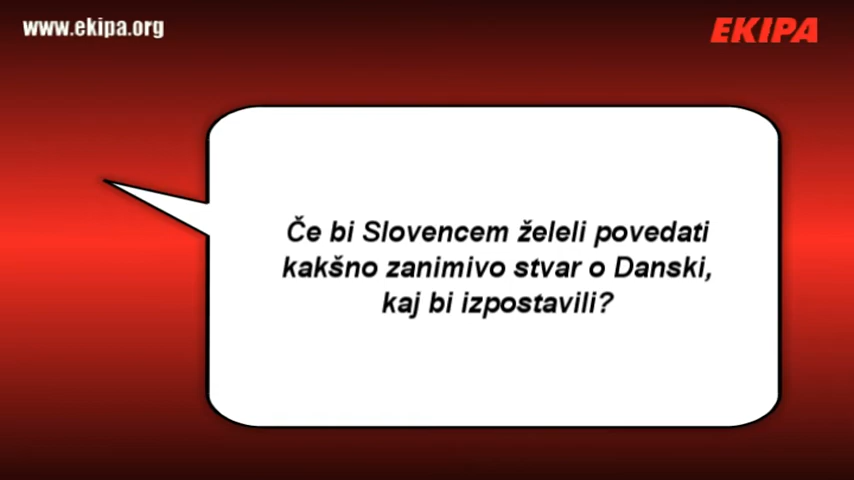 www.ekipa.org
EKIPA
Če bi Slovencem želeli povedati
kakšno zanimivo stvar o Danski,
kaj bi izpostavili?